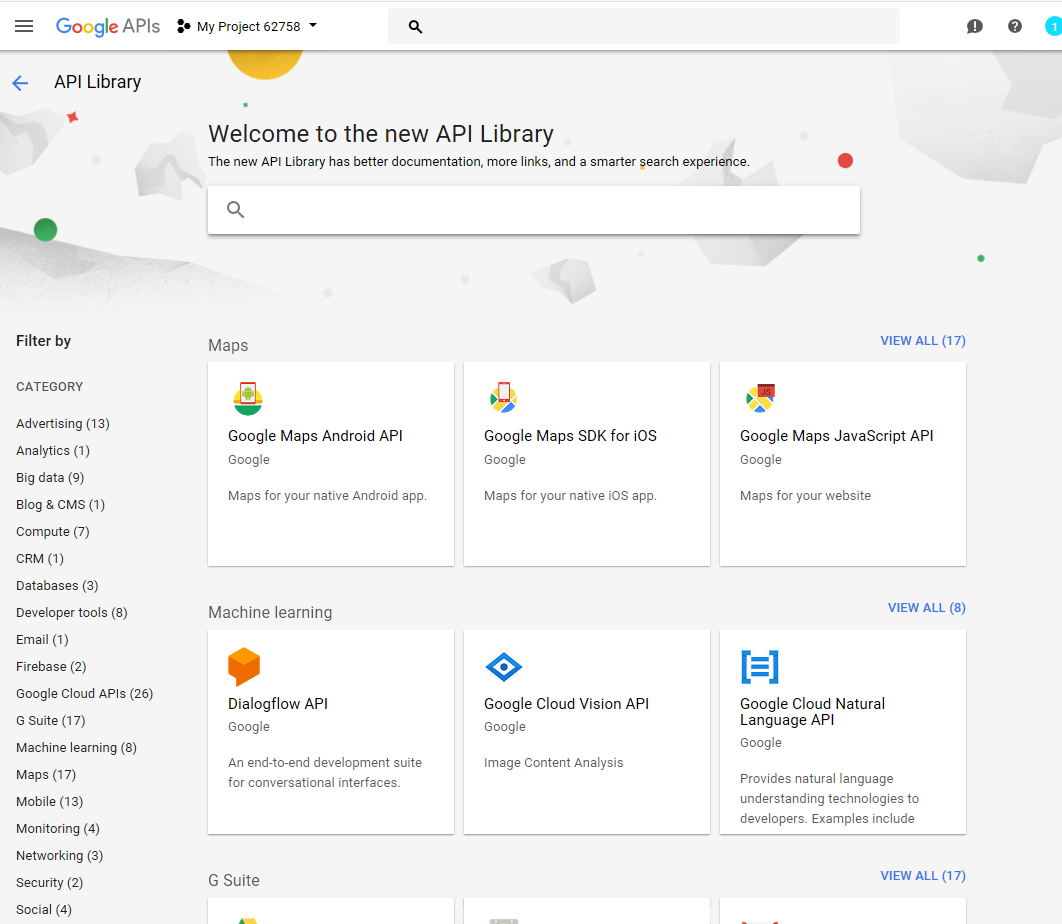 Google APIs
My Project 62758
1
API Library
Welcome to the new API Library
The new API Library has better documentation, more links, and a smarter search experience.
Filter by
CATEGORY
Advertising (13)
Analytics (1)
Big data (9)
Blog & CMS (1)
Compute (7)
CRM (1)
Databases (3)
Developer tools (8)
Email (1)
Firebase (2)
Google Cloud APIs (26)
G Suite (17)
Machine learning (8)
Maps (17)
Mobile (13)
Monitoring (4)
Networking (3)
Security (2)
Social (4)
Maps
VIEW ALL (17)
Google Maps Android API
Google
Maps for your native Android app.
Google Maps SDK for iOS
Google
Maps for your native iOS app.
JS
Google Maps JavaScript API
Google
Maps for your website
Machine learning
VIEW ALL (8)
Dialogflow API
Google
An end-to-end development suite
for conversational interfaces.
Google Cloud Vision API
Google
Image Content Analysis
Google Cloud Natural
Language API
Google
Provides natural language
understanding technologies to
developers. Examples include
G Suite
VIEW ALL (17)